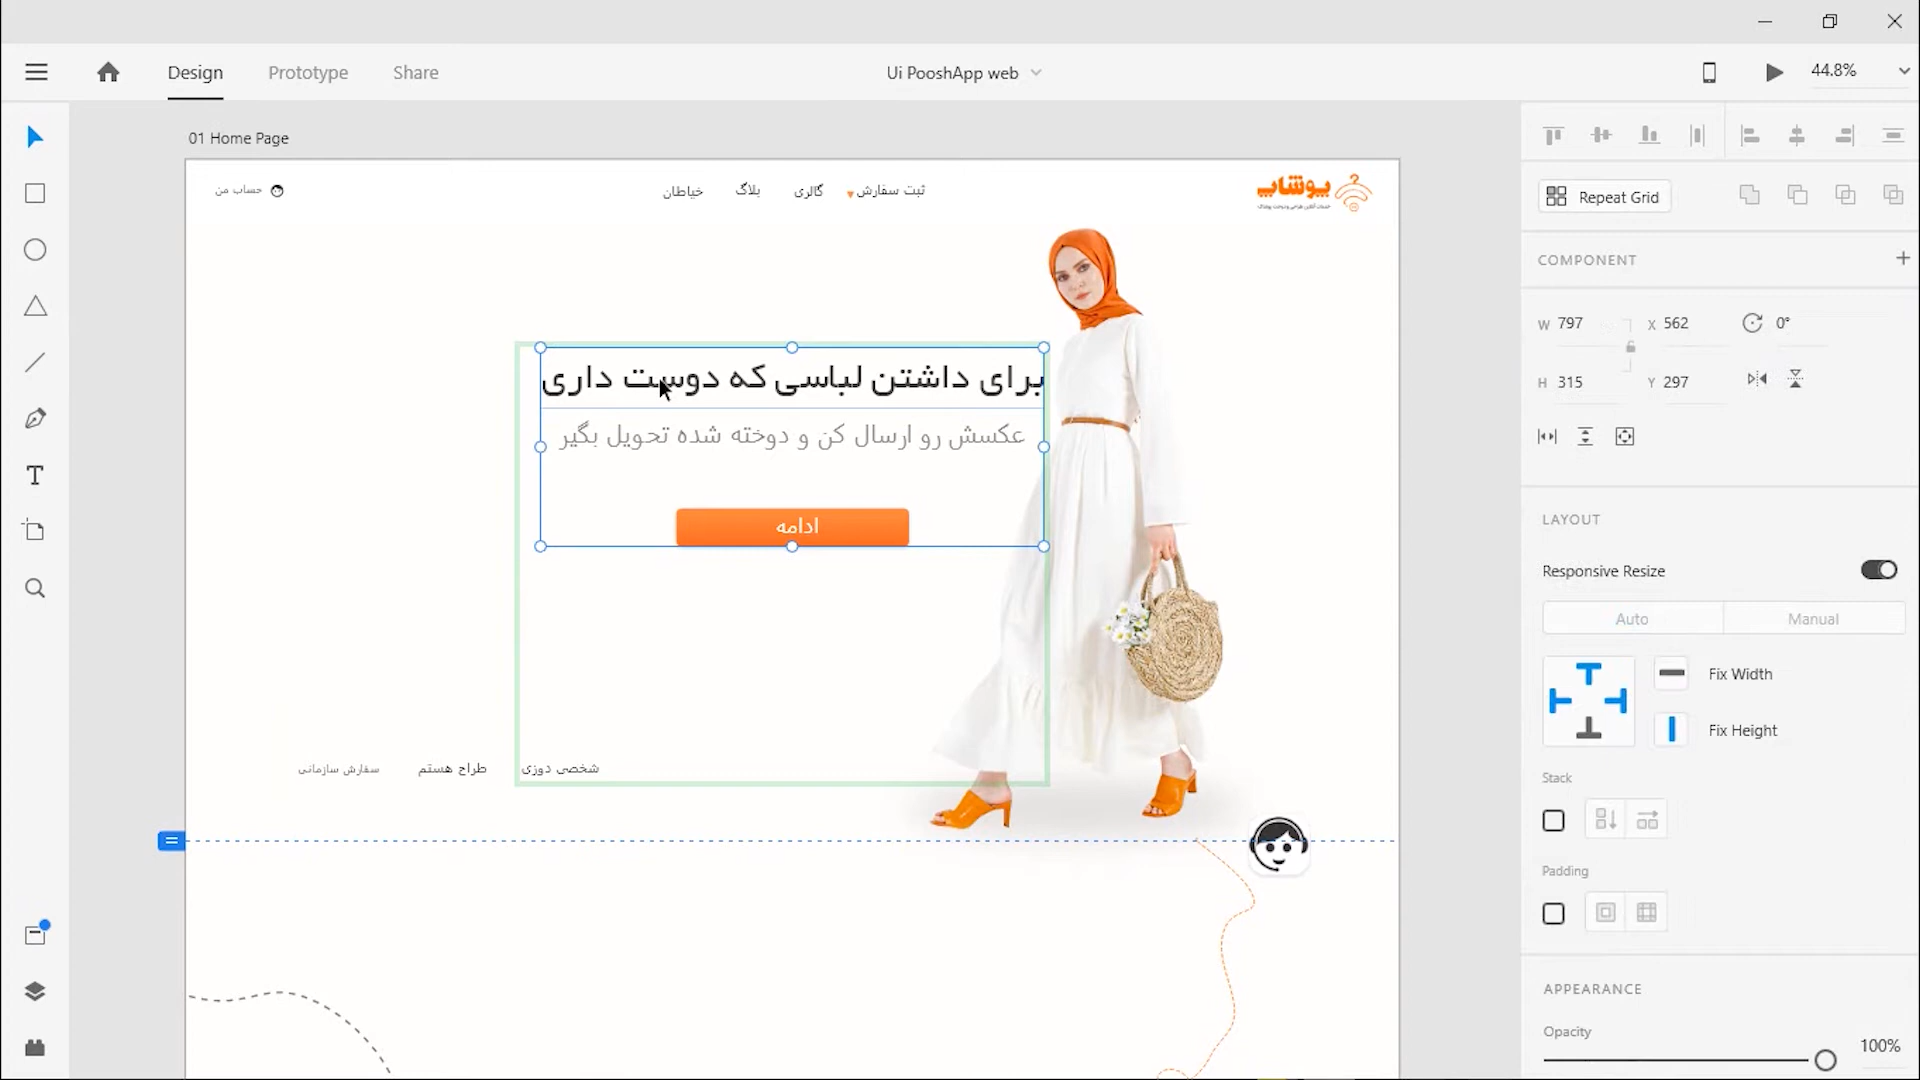 Design
Prototype
Share
Ui PooshApp web
44.8%
01 Home Page
پوشاپ
ثبت سفارش
گالری
بلاگ
خیاطان
حساب من
برای داشتن لباسی که دوست داری
عکسش رو ارسال کن و دوخته شده تحویل بگیر
ادامه
شخصی دوزی
طراح هستم
سفارش سازمانی
Repeat Grid
COMPONENT
W 797
X 562
0°
H 315
Y 297
LAYOUT
Responsive Resize
Auto
Manual
Fix Width
Fix Height
Stack
Padding
APPEARANCE
Opacity
100%